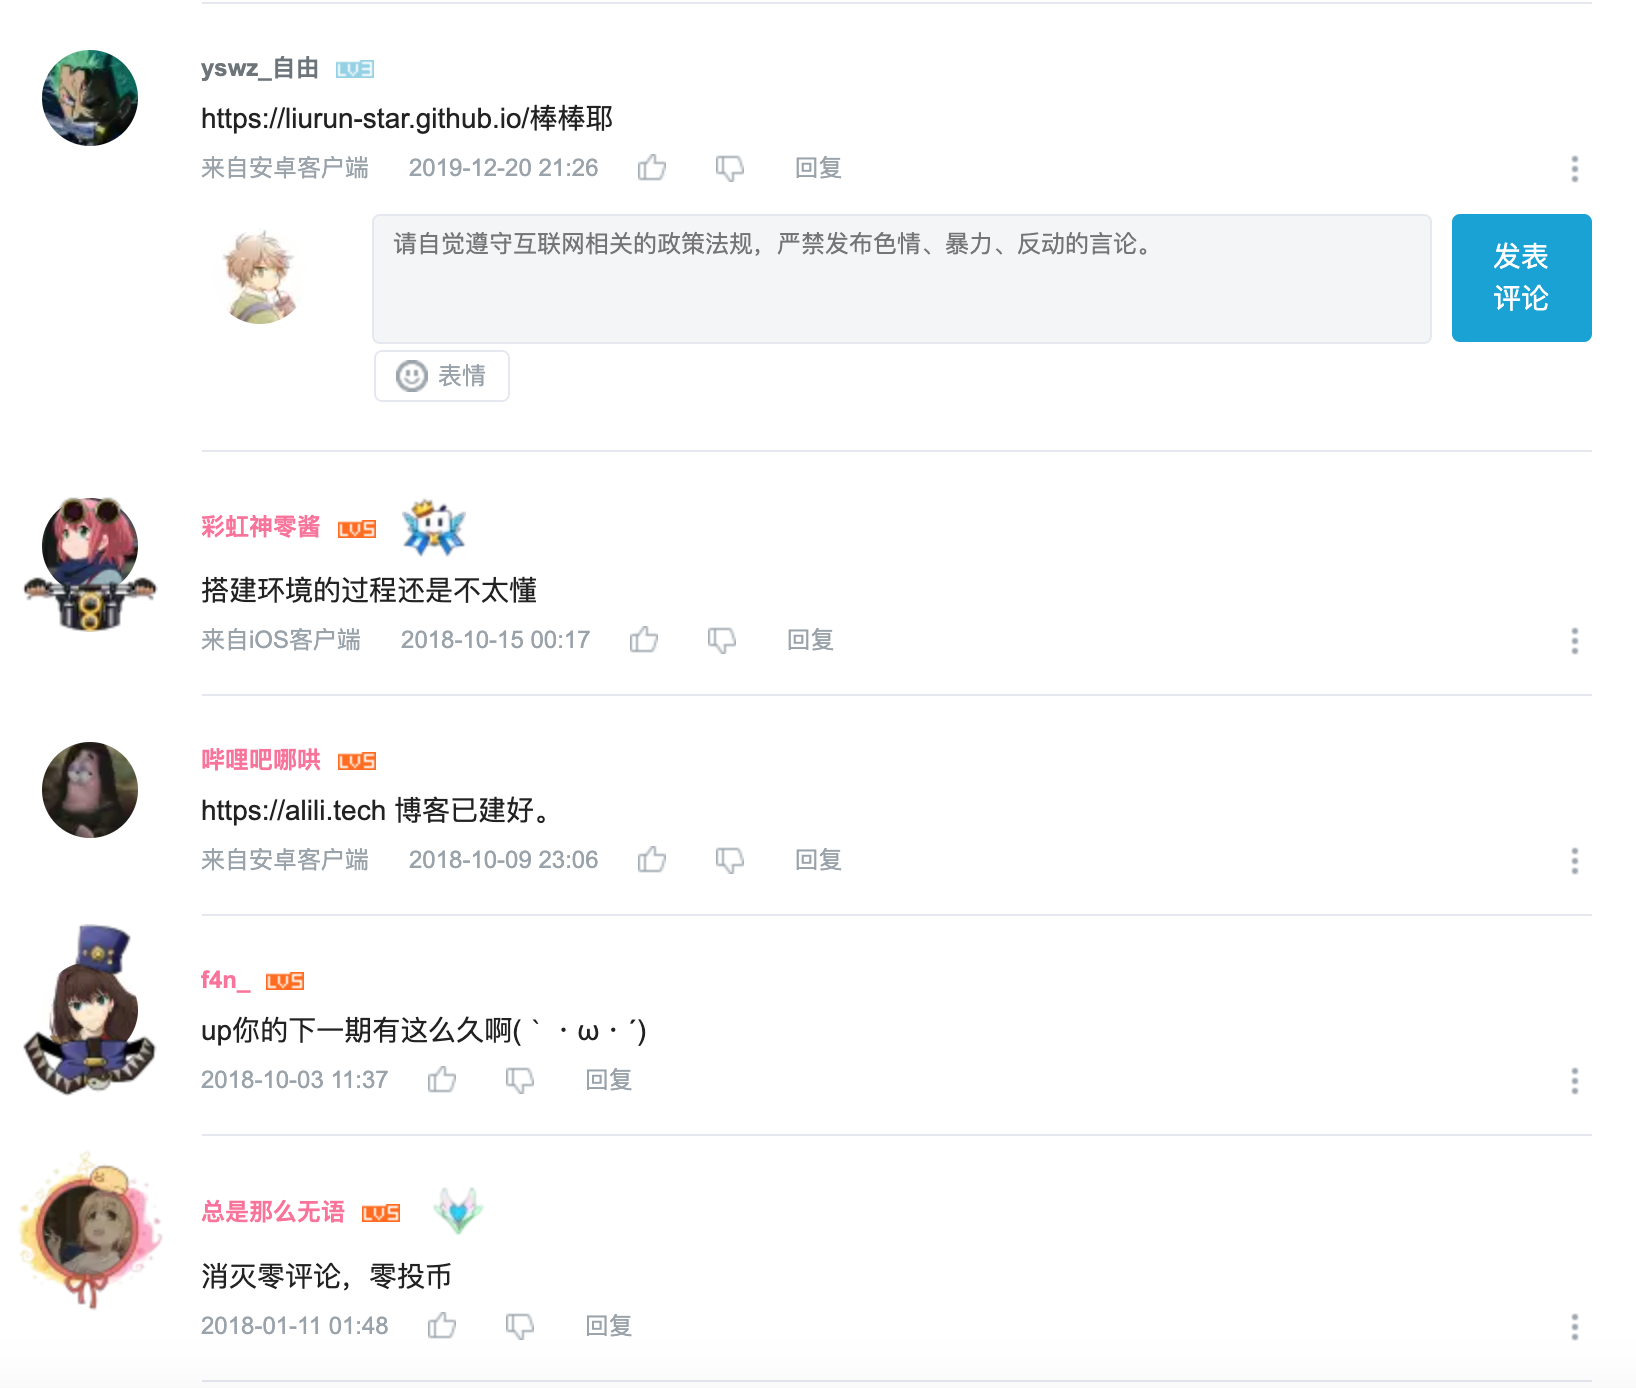 yswz_自由 LV3
https://liurun-star.github.io/棒棒耶
来自安卓客户端 2019-12-20 21:26 回复
请自觉遵守互联网相关的政策法规，严禁发布色情、暴力、反动的言论。
发表
评论
表情
彩虹神零酱 LV5
搭建环境的过程还是不太懂
来自iOS客户端 2018-10-15 00:17 回复
哔哩吧哪哄 LV5
https://alili.tech 博客已建好。
来自安卓客户端 2018-10-09 23:06 回复
f4n_ LV5
up你的下一期有这么久啊(｀・ω・´)
2018-10-03 11:37 回复
总是那么无语 LV5
消灭零评论，零投币
2018-01-11 01:48 回复